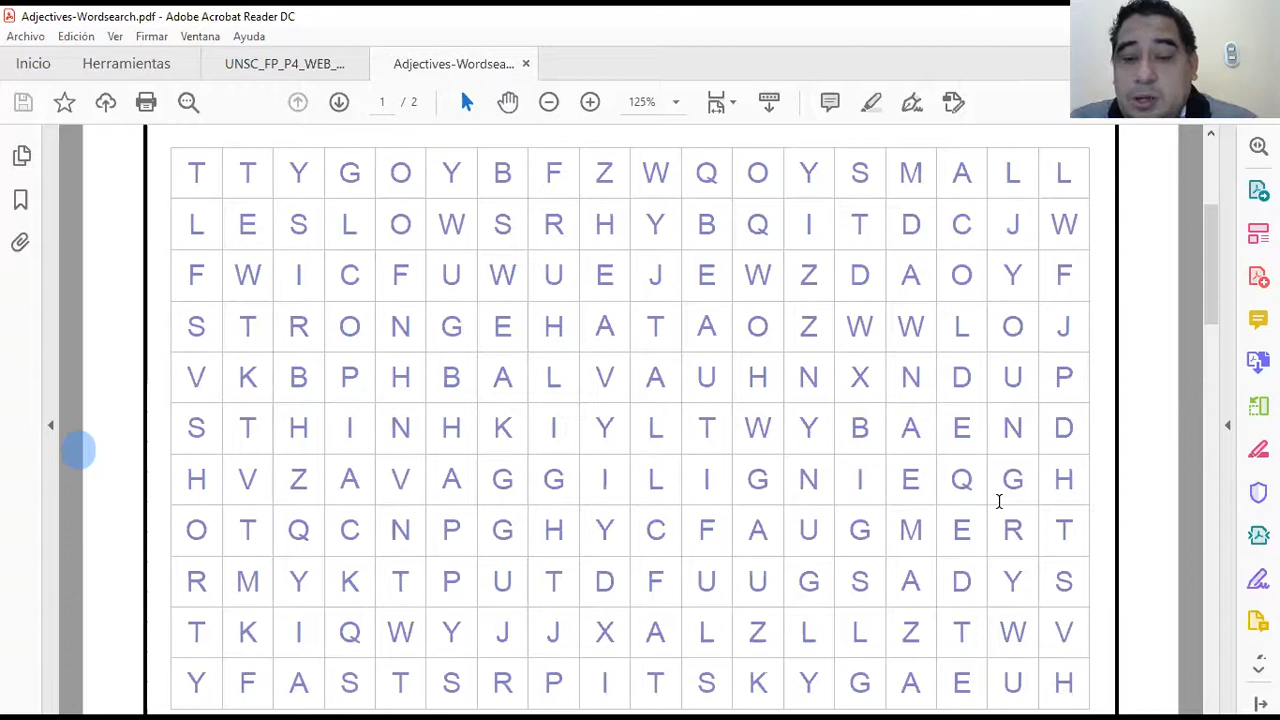 Adjectives-Wordsearch.pdf - Adobe Acrobat Reader DC
Archivo Edición Ver Firmar Ventana Ayuda
Inicio Herramientas UNSC_FP_P4_WEB_... Adjectives-Wordsea... ×
1 / 2 125%
T T Y G O Y B F Z W Q O Y S M A L L
L E S L O W S R H Y B Q I T D C J W
F W I C F U W U E J E W Z D A O Y F
S T R O N G E H A T A O Z W W L O J
V K B P H B A L V A U H N X N D U P
S T H I N H K I Y L T W Y B A E N D
H V Z A V A G G I L I G N I E Q G H
O T Q C N P G H Y C F A U G M E R T
R M Y K T P U T D F U U G S A D Y S
T K I Q W Y J J X A L Z L L Z T W V
Y F A S T S R P I T S K Y G A E U H